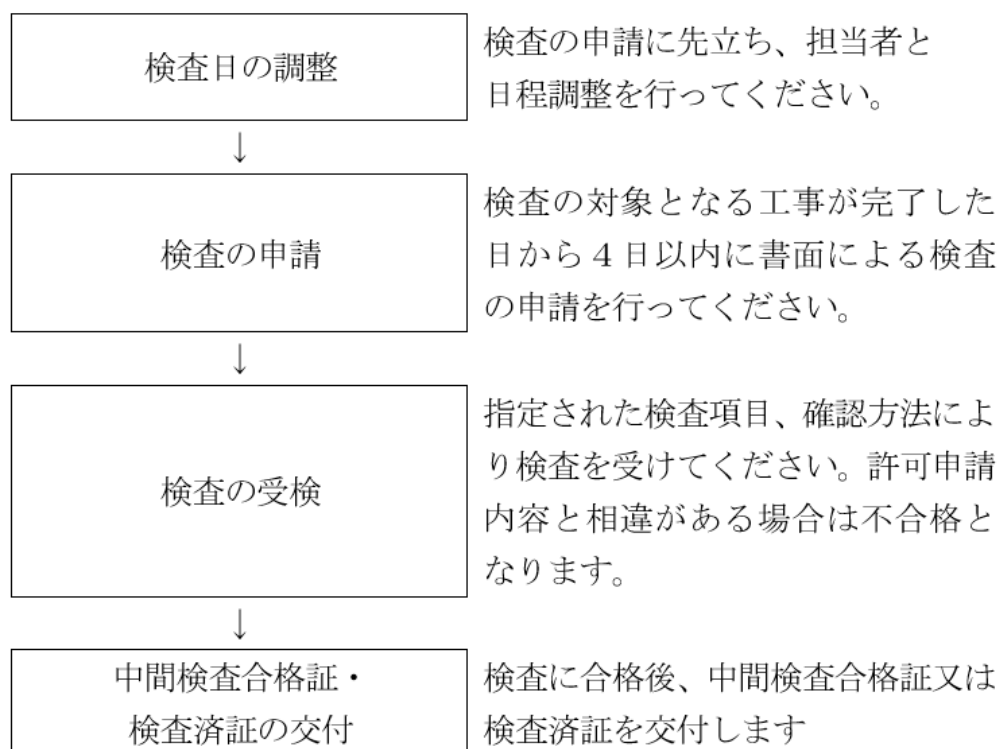 検査日の調整
検査の申請に先立ち、担当者と
日程調整を行ってください。
↓
検査の申請
検査の対象となる工事が完了した
日から４日以内に書面による検査
の申請を行ってください。
↓
検査の受検
指定された検査項目、確認方法によ
り検査を受けてください。許可申請
内容と相違がある場合は不合格と
なります。
↓
中間検査合格証・
検査済証の交付
検査に合格後、中間検査合格証又は
検査済証を交付します